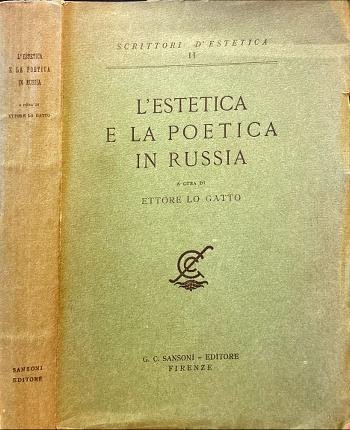 L'ESTETICA
E LA POETICA
IN RUSSIA
A CURA DI
ETTORE LO GATTO
SANSONI
EDITORE
SCRITTORI D'ESTETICA
II
L'ESTETICA
E LA POETICA
IN RUSSIA
A CURA DI
ETTORE LO GATTO
G. C. SANSONI – EDITORE
FIRENZE